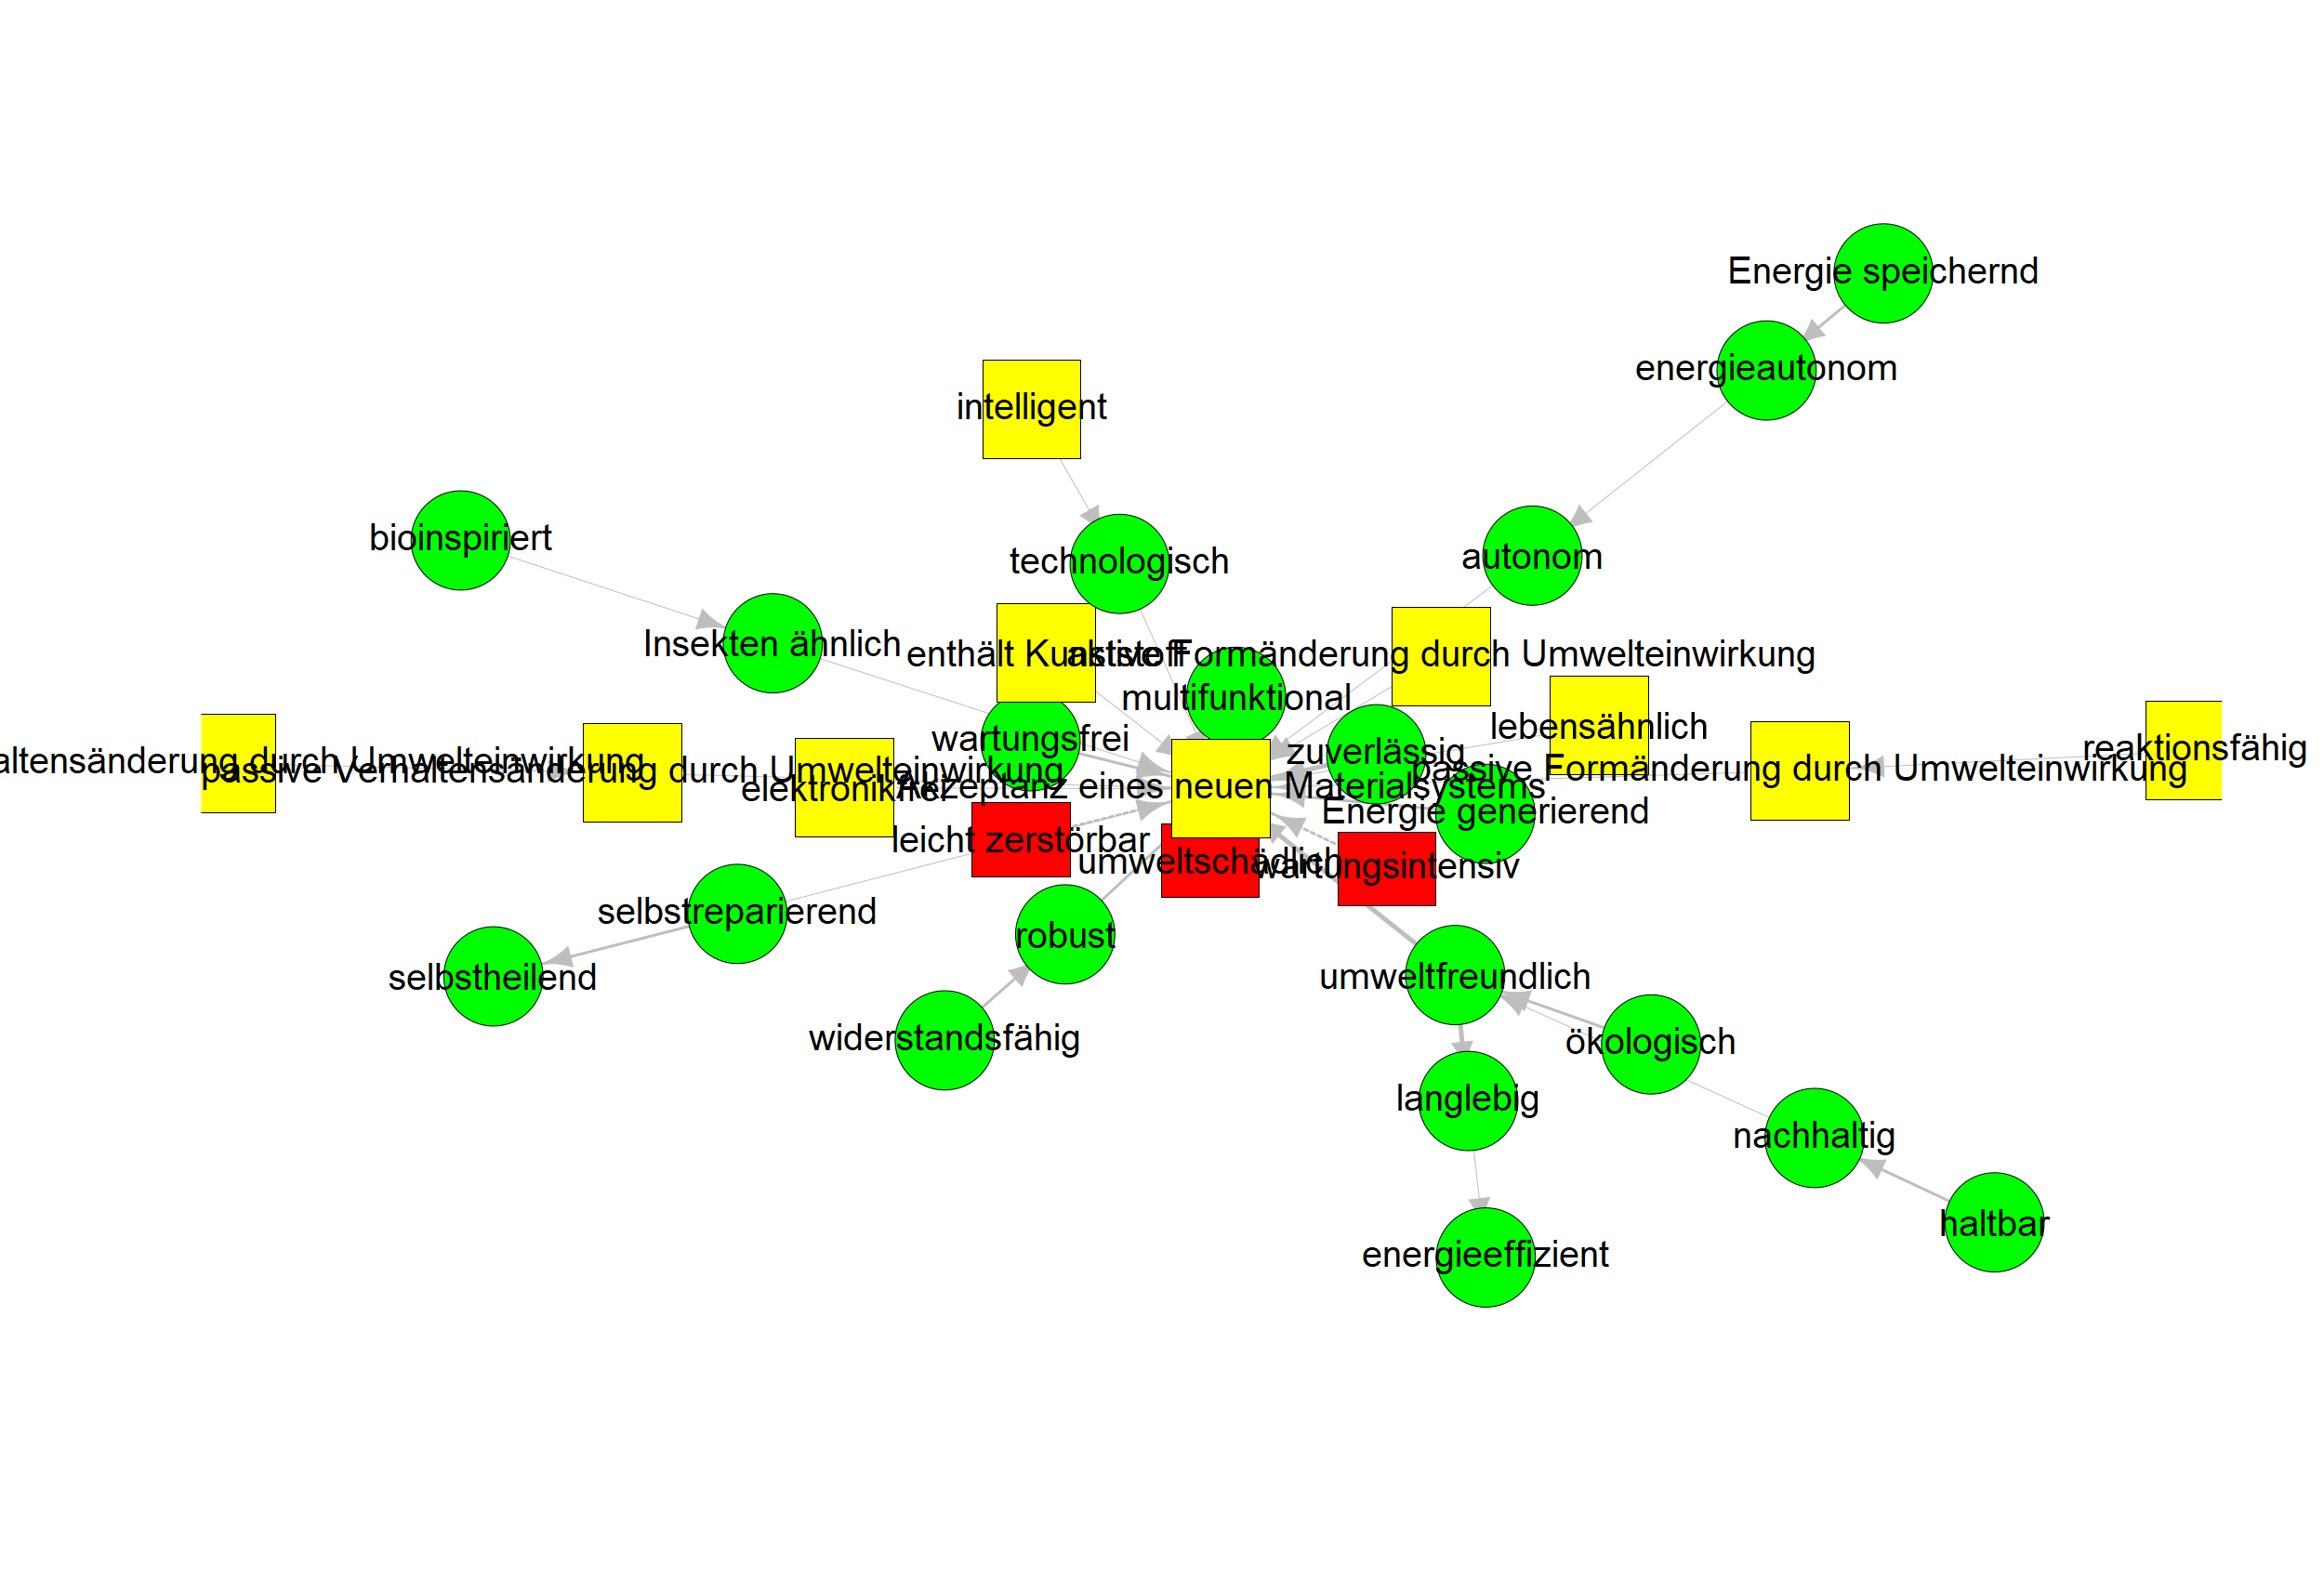 Energie speichernd
energieautonom
intelligent
bioinspiriert
autonom
technologisch
Insekten ähnlich
enthält Kunststoff
aktive Formänderung durch Umwelteinwirkung
multifunktional
lebensähnlich
wartungsfrei
zuverlässig
reaktionsfähig
altensänderung durch Umwelteinwirkung
passive Verhaltensänderung durch Umwelteinwirkung
passive Formänderung durch Umwelteinwirkung
elektronikfrei
Akzeptanz eines neuen Materialsystems
Energie generierend
leicht zerstörbar
umweltschädlich
wartungsintensiv
selbstreparierend
robust
selbstheilend
umweltfreundlich
widerstandsfähig
ökologisch
langlebig
nachhaltig
haltbar
energieeffizient